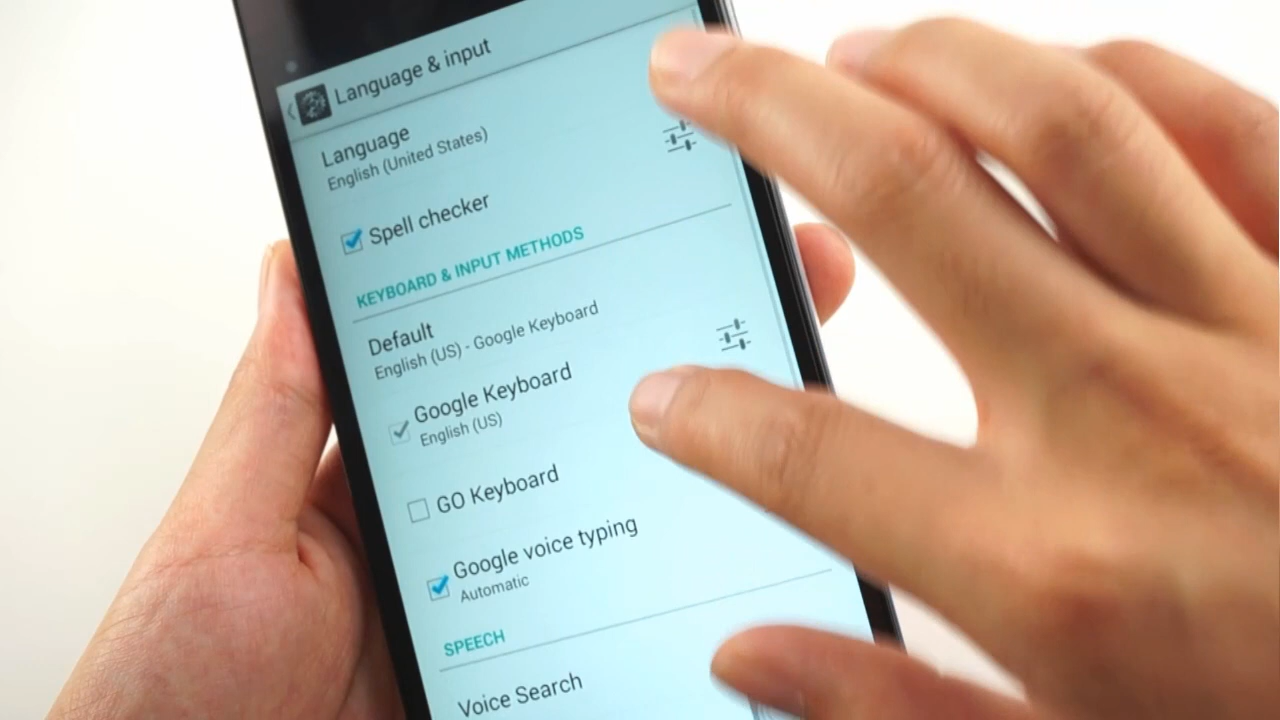 Language & input
Language
English (United States)
Spell checker
KEYBOARD & INPUT METHODS
Default
English (US) - Google Keyboard
Google Keyboard
English (US)
GO Keyboard
Google voice typing
Automatic
SPEECH
Voice Search